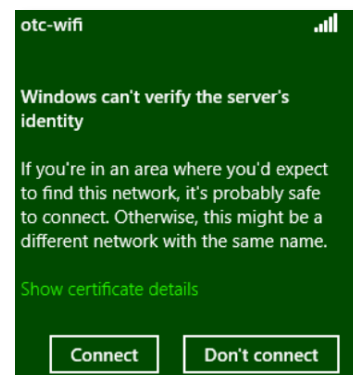 otc-wifi
Windows can't verify the server's
identity
If you're in an area where you'd expect
to find this network, it's probably safe
to connect. Otherwise, this might be a
different network with the same name.
Show certificate details
Connect Don't connect